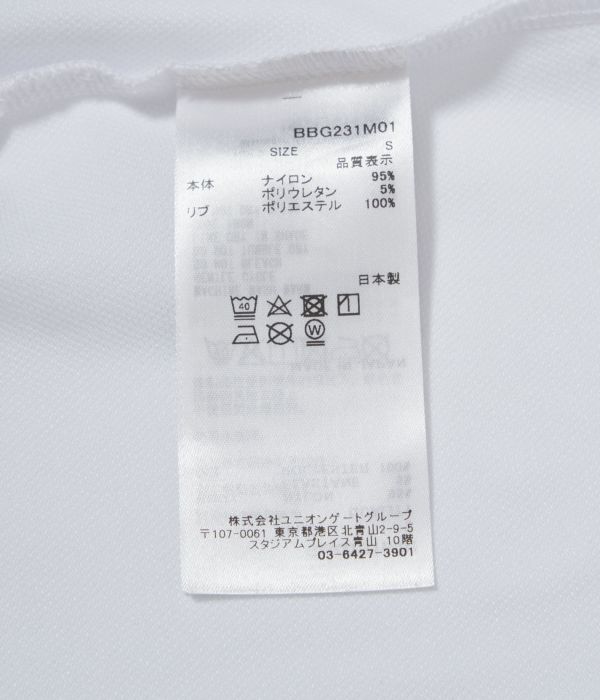 BBG231M01
SIZE S
品質表示
本体 ナイロン 95%
ポリウレタン 5%
リブ ポリエステル 100%
日本製
40
W
株式会社ユニオンゲートグループ
〒107-0061 東京都港区北青山2-9-5
スタジアムプレイス青山 10階
03-6427-3901